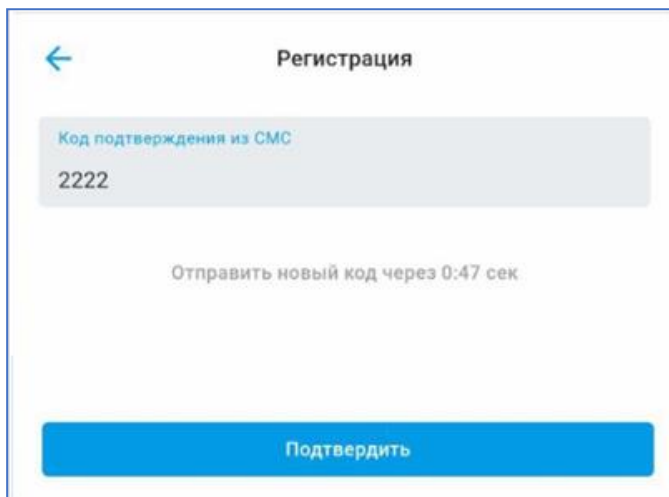 Регистрация
Код подтверждения из СМС
2222
Отправить новый код через 0:47 сек
Подтвердить